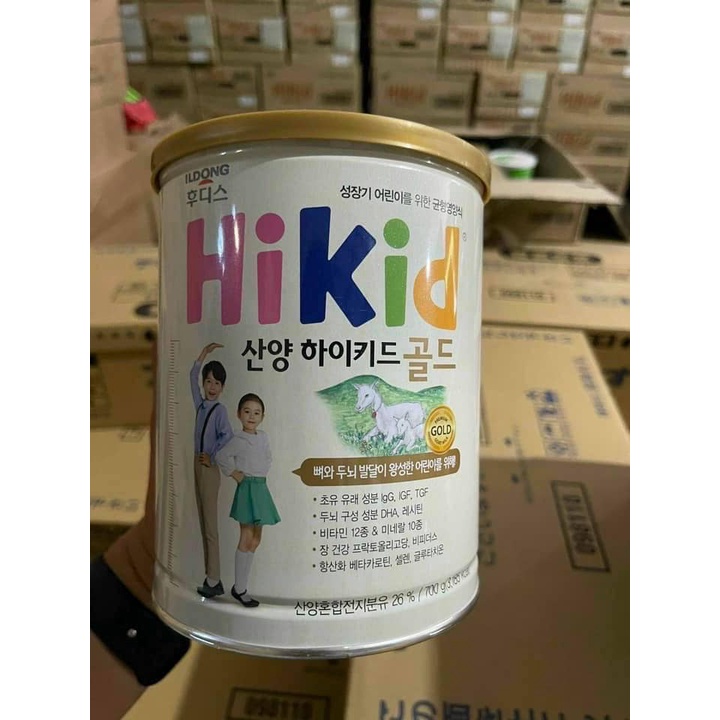 ILDONG
후디스
성장기 어린이를 위한 균형영양식
Hikid
®
산양 하이키드 골드
PREMIUM
GOLD
뼈와 두뇌 발달이 왕성한 어린이를 위해!
• 초유 유래 성분 IgG, IGF, TGF
• 두뇌 구성 성분 DHA, 레시틴
• 비타민 12종 & 미네랄 10종
• 장 건강 프락토올리고당, 비피더스
• 항산화 베타카로틴, 셀렌, 글루타치온
산양혼합전지분유 26 % / 700 g
098110
098110